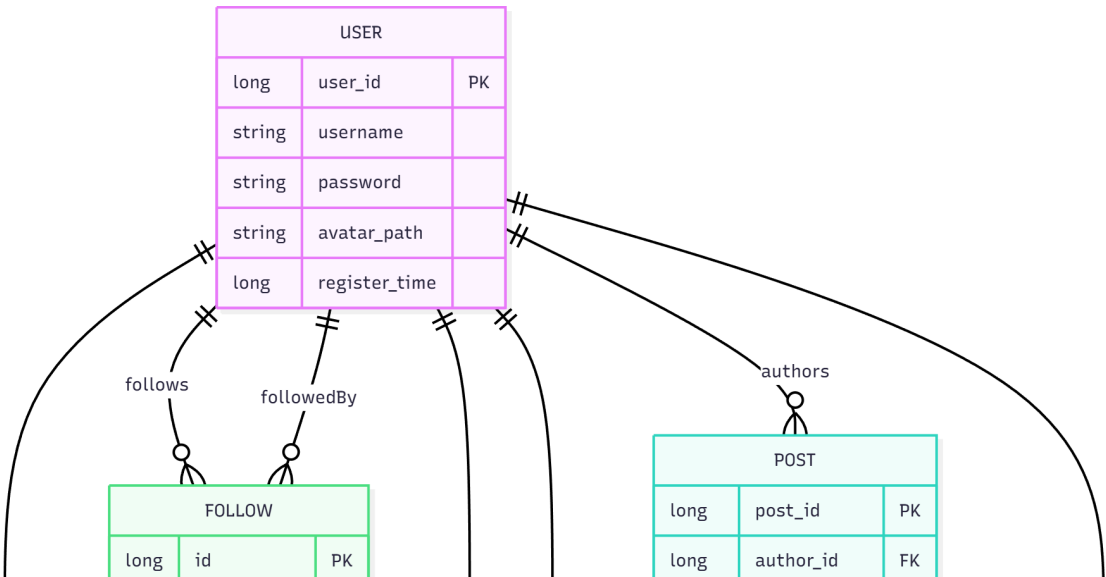 USER
long user_id PK
string username
string password
string avatar_path
long register_time
authors
follows
followedBy
POST
FOLLOW
long post_id PK
long id PK
long author_id FK